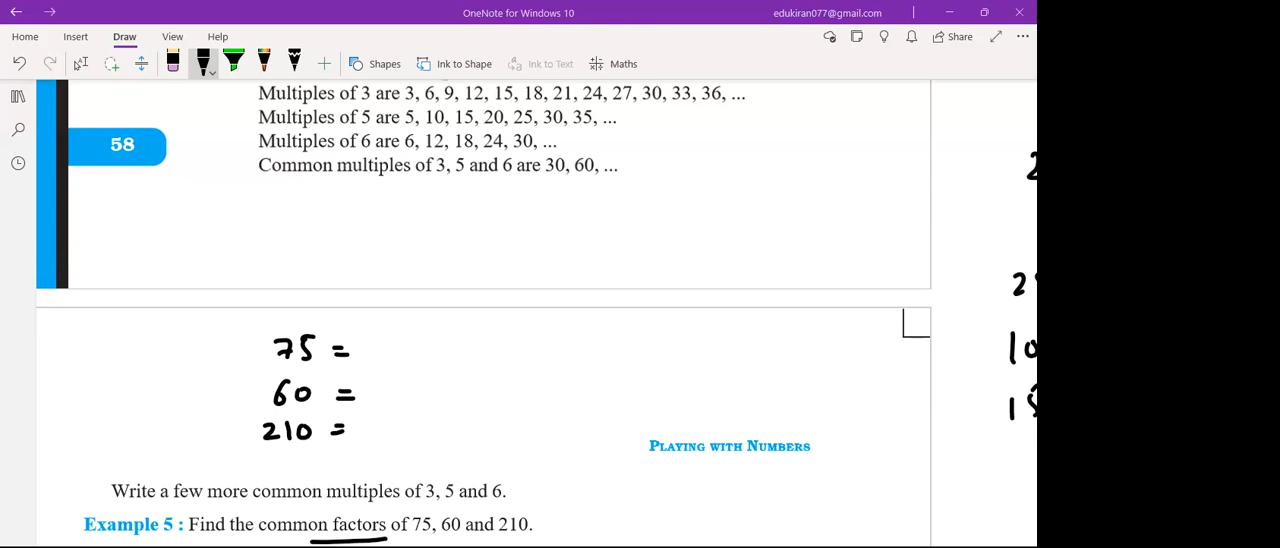 OneNote for Windows 10
edukiran077@gmail.com
Home Insert Draw View Help
Share
Shapes Ink to Shape Ink to Text Maths
Multiples of 3 are 3, 6, 9, 12, 15, 18, 21, 24, 27, 30, 33, 36, ...
Multiples of 5 are 5, 10, 15, 20, 25, 30, 35, ...
58
Multiples of 6 are 6, 12, 18, 24, 30, ...
Common multiples of 3, 5 and 6 are 30, 60, ...
75 =
60 =
210 =
PLAYING WITH NUMBERS
Write a few more common multiples of 3, 5 and 6.
Example 5 : Find the common factors of 75, 60 and 210.